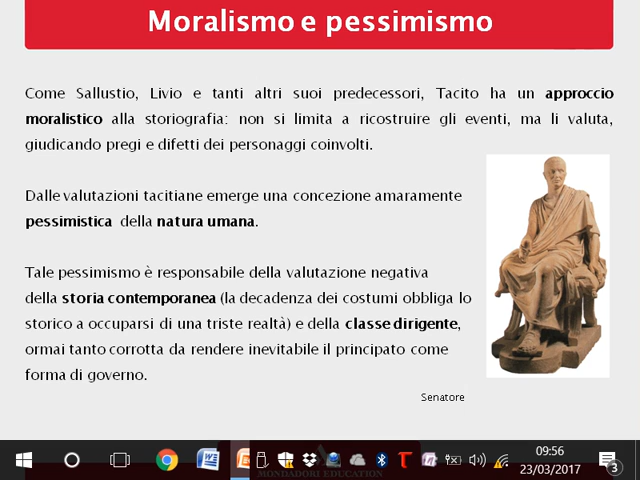 Moralismo e pessimismo
Come Sallustio, Livio e tanti altri suoi predecessori, Tacito ha un approccio
moralistico alla storiografia: non si limita a ricostruire gli eventi, ma li valuta,
giudicando pregi e difetti dei personaggi coinvolti.
Dalle valutazioni tacitiane emerge una concezione amaramente
pessimistica della natura umana.
Tale pessimismo è responsabile della valutazione negativa
della storia contemporanea (la decadenza dei costumi obbliga lo
storico a occuparsi di una triste realtà) e della classe dirigente,
ormai tanto corrotta da rendere inevitabile il principato come
forma di governo.
Senatore
MONDADORI EDUCATION
09:56
23/03/2017
3